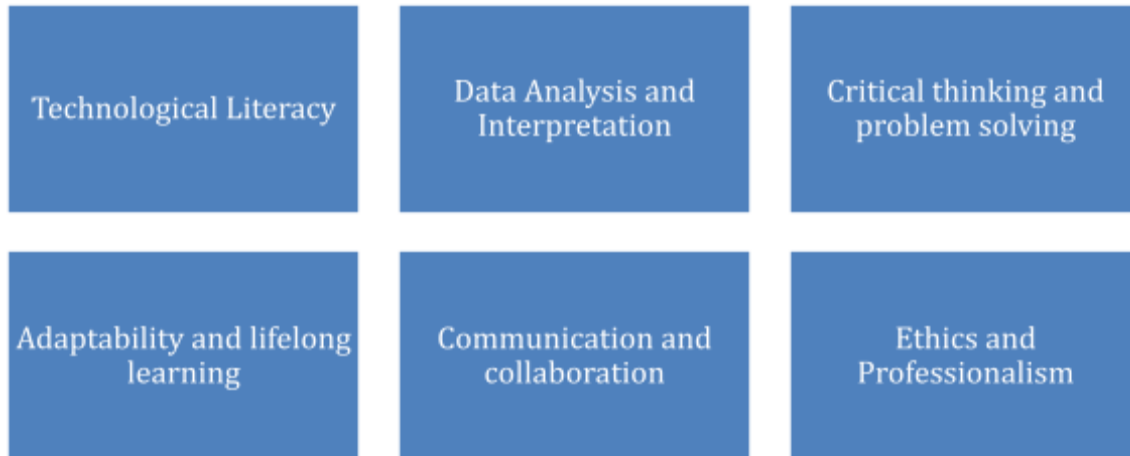 Technological Literacy
Data Analysis and
Interpretation
Critical thinking and
problem solving
Adaptability and lifelong
learning
Communication and
collaboration
Ethics and
Professionalism